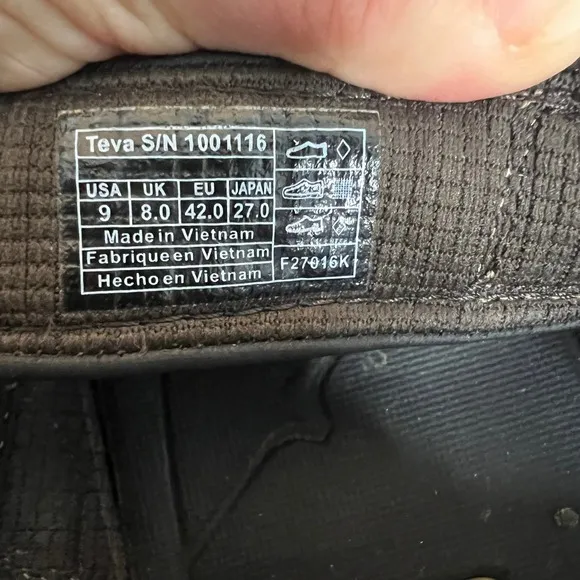 Teva S/N 1001116
USA UK EU JAPAN
9 8.0 42.0 27.0
Made in Vietnam
Fabrique en Vietnam
Hecho en Vietnam
F27016K